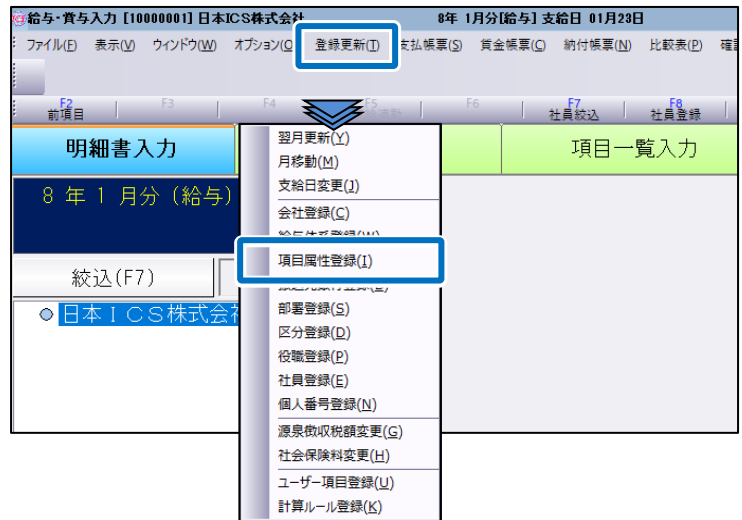 給与・賞与入力 [10000001] 日本ICS株式会社 8年 1月分[給与] 支給日 01月23日
ファイル(F) 表示(V) ウィンドウ(W) オプション(O 登録更新(T) 支払帳票(S) 賃金帳票(C) 納付帳票(N) 比較表(P) 確
F2 F3 F4 F5 F6 F7 F8
前項目 社員絞込 社員登録
明細書入力 項目一覧入力
8 年 1 月分 (給与)
絞込(F7)
日本ICS株式会社
翌月更新(Y)
月移動(M)
支給日変更(J)
会社登録(C)
給与体系登録(W)
項目属性登録(I)
部署登録(S)
区分登録(D)
役職登録(P)
社員登録(E)
個人番号登録(N)
源泉徴収税額変更(G)
社会保険料変更(H)
ユーザー項目登録(U)
計算ルール登録(K)